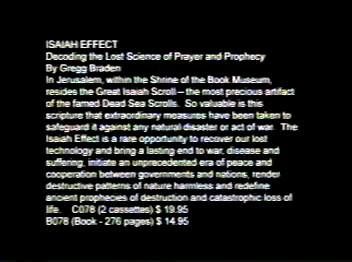 ISAIAH EFFECT
Decoding the Lost Science of Prayer and Prophecy
By Gregg Braden
In Jerusalem, within the Shrine of the Book Museum,
resides the Great Isaiah Scroll – the most precious artifact
of the famed Dead Sea Scrolls.  So valuable is this
scripture that extraordinary measures have been taken to
safeguard it against any natural disaster or act of war.  The
Isaiah Effect is a rare opportunity to recover our lost
technology and bring a lasting end to war, disease and
suffering, initiate an unprecedented era of peace and
cooperation between governments and nations, render
destructive patterns of nature harmless and redefine
ancient prophecies of destruction and catastrophic loss of
life.    C078 (2 cassettes) $ 19.95
B078 (Book - 276 pages) $ 14.95